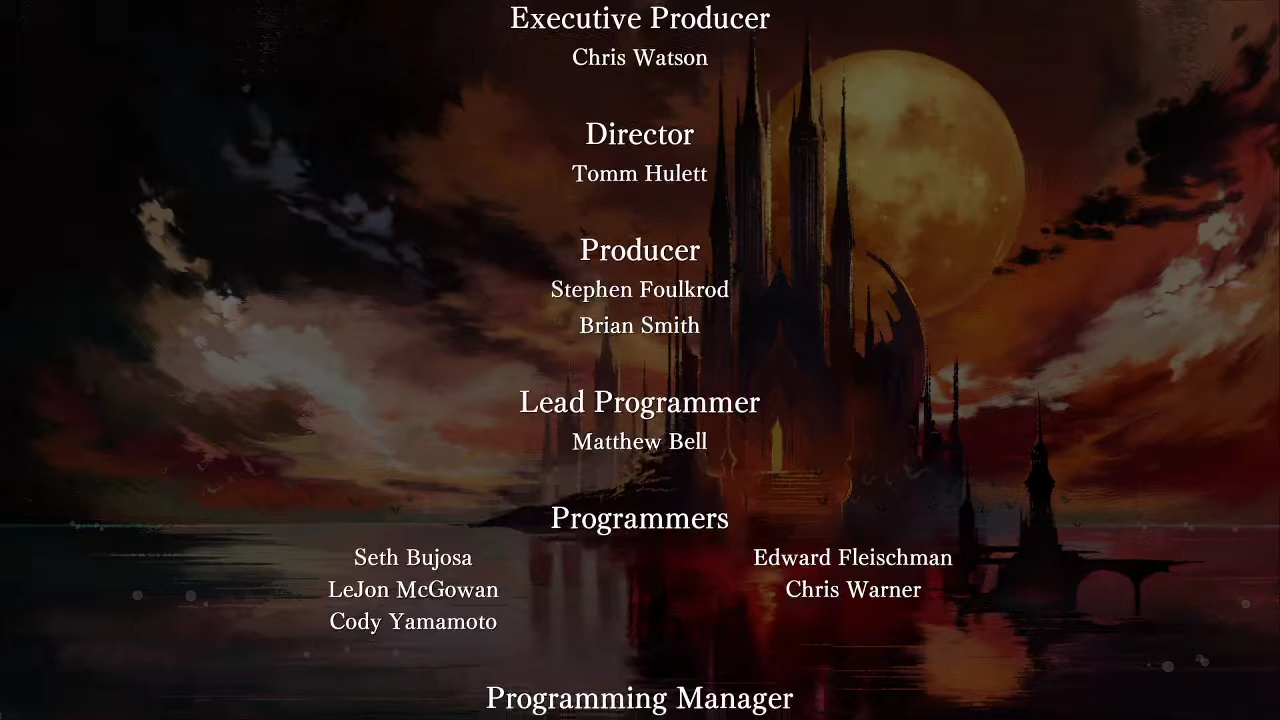 Executive Producer
Chris Watson
Director
Tomm Hulett
Producer
Stephen Foulkrod
Brian Smith
Lead Programmer
Matthew Bell
Programmers
Seth Bujosa
Edward Fleischman
LeJon McGowan
Chris Warner
Cody Yamamoto
Programming Manager